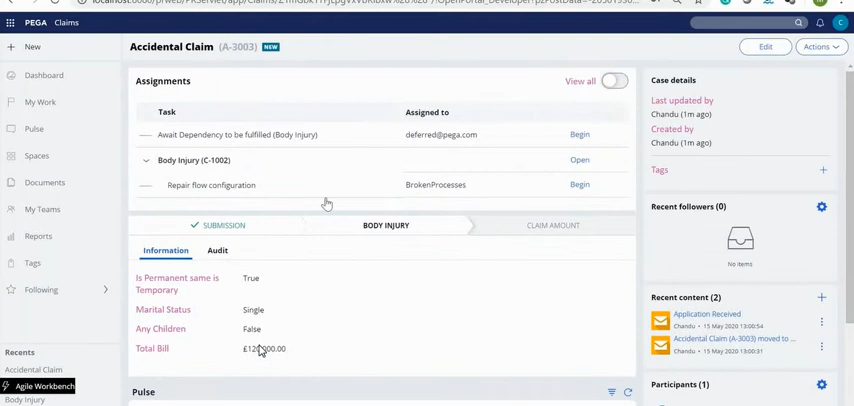 PEGA Claims
New
Accidental Claim (A-3003) NEW
Edit
Actions
Dashboard
My Work
Pulse
Spaces
Documents
My Teams
Reports
Tags
Following
Recents
Accidental Claim
Agile Workbench
Body Injury
Assignments
View all
Task
Assigned to
Await Dependency to be fulfilled (Body Injury)
deferred@pega.com
Begin
Body Injury (C-1002)
Open
Repair flow configuration
BrokenProcesses
Begin
SUBMISSION
BODY INJURY
CLAIM AMOUNT
Information
Audit
Is Permanent same is
Temporary
True
Marital Status
Single
Any Children
False
Total Bill
Pulse
Case details
Last updated by
Chandu (1m ago)
Created by
Chandu (1m ago)
Tags
Recent followers (0)
No items
Recent content (2)
Application Received
Chandu • 15 May 2020 13:00:54
Accidental Claim (A-3003) moved to ...
Chandu • 15 May 2020 13:00:31
Participants (1)